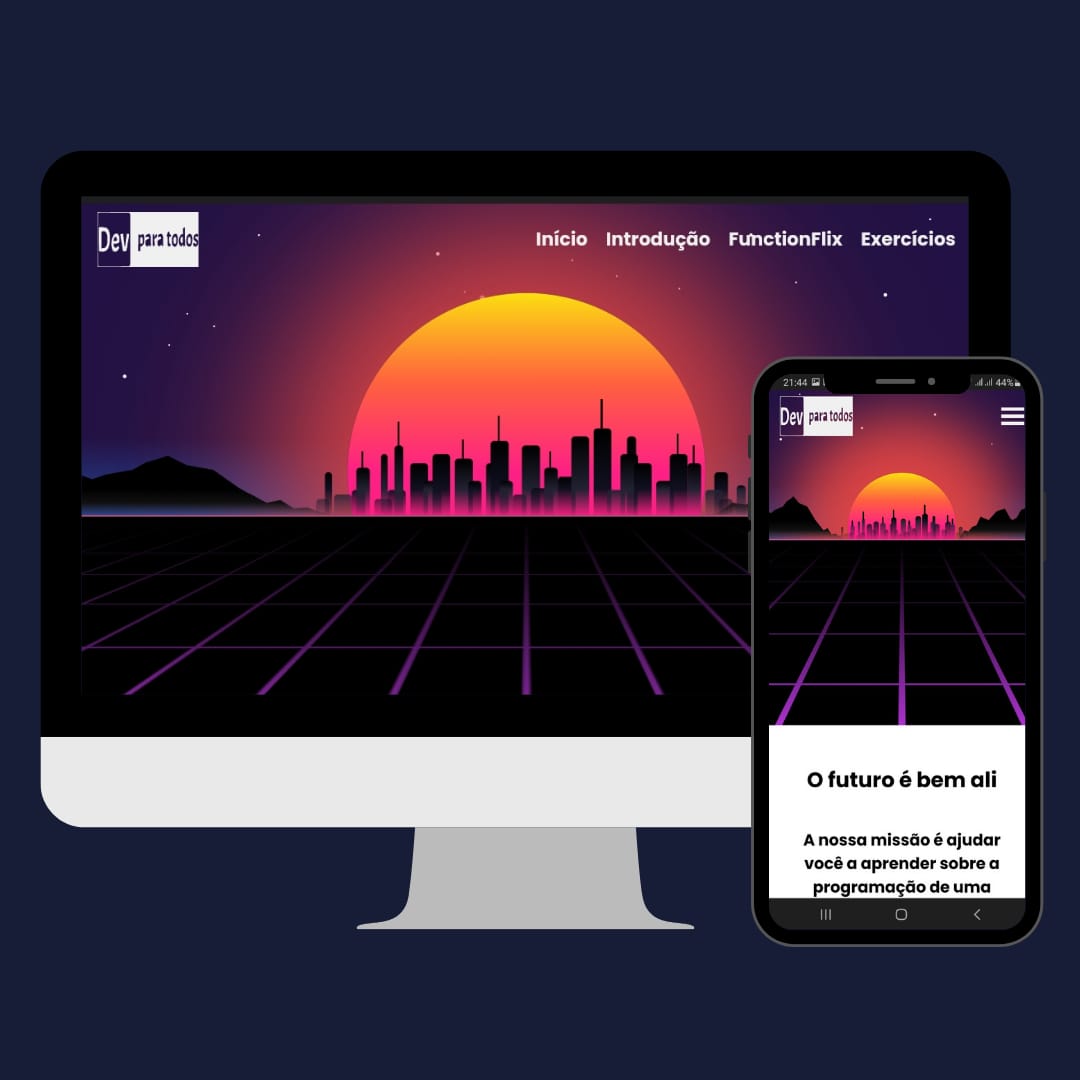 Dev para todos
Início Introdução FunctionFlix Exercícios
21:44 44%
Dev para todos
O futuro é bem ali
A nossa missão é ajudar
você a aprender sobre a
programação de uma